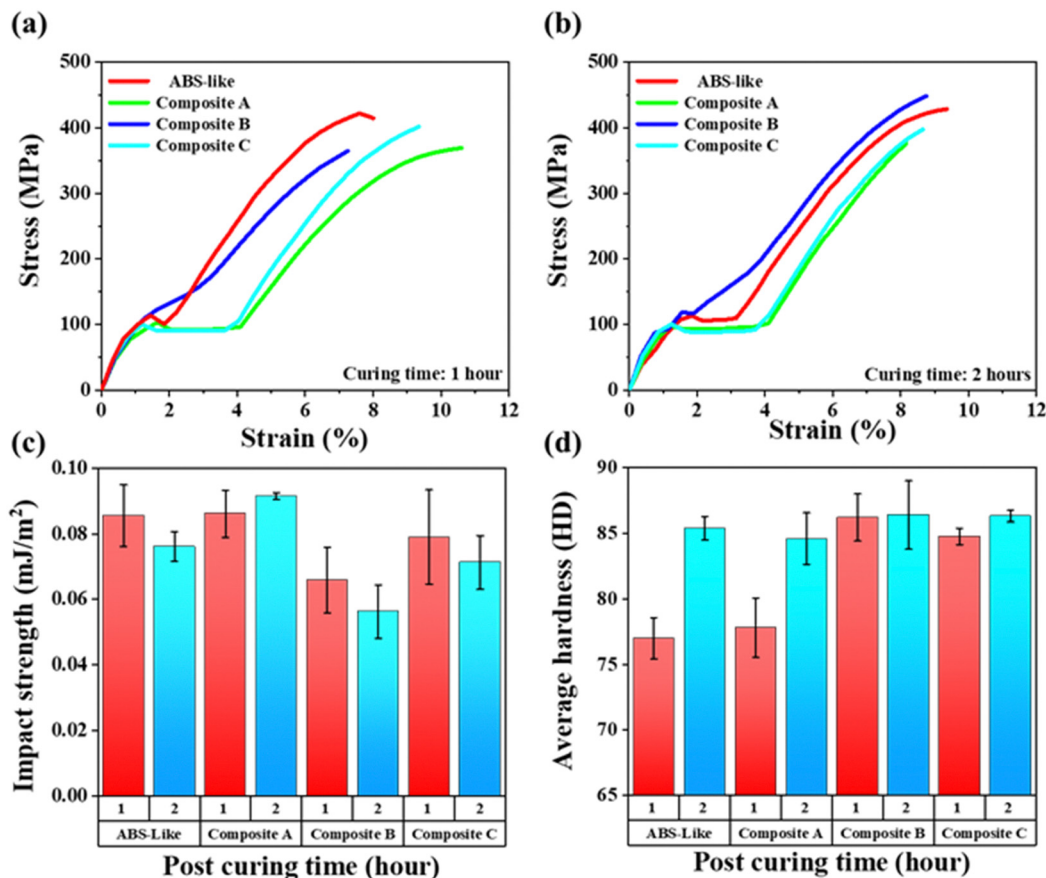 (a)
500
400
300
200
100
0
Stress (MPa)
ABS-like
Composite A
Composite B
Composite C
Curing time: 1 hour
0 2 4 6 8 10 12
Strain (%)
(b)
500
400
300
200
100
0
Stress (MPa)
ABS-like
Composite A
Composite B
Composite C
Curing time: 2 hours
0 2 4 6 8 10 12
Strain (%)
(c)
0.10
0.08
0.06
0.04
0.02
0.00
Impact strength (mJ/m²)
1 2 1 2 1 2 1 2
ABS-Like Composite A Composite B Composite C
Post curing time (hour)
(d)
90
85
80
75
70
65
Average hardness (HD)
1 2 1 2 1 2 1 2
ABS-Like Composite A Composite B Composite C
Post curing time (hour)